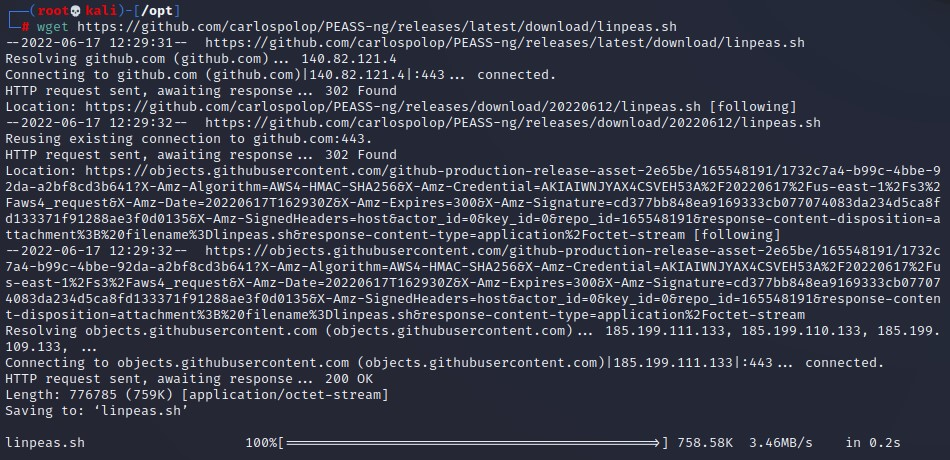 ┌──(root💀kali)-[/opt]
└─# wget https://github.com/carlospolop/PEASS-ng/releases/latest/download/linpeas.sh
--2022-06-17 12:29:31--  https://github.com/carlospolop/PEASS-ng/releases/latest/download/linpeas.sh
Resolving github.com (github.com)... 140.82.121.4
Connecting to github.com (github.com)|140.82.121.4|:443... connected.
HTTP request sent, awaiting response... 302 Found
Location: https://github.com/carlospolop/PEASS-ng/releases/download/20220612/linpeas.sh [following]
--2022-06-17 12:29:32--  https://github.com/carlospolop/PEASS-ng/releases/download/20220612/linpeas.sh
Reusing existing connection to github.com:443.
HTTP request sent, awaiting response... 302 Found
Location: https://objects.githubusercontent.com/github-production-release-asset-2e65be/165548191/1732c7a4-b99c-4bbe-9
2da-a2bf8cd3b641?X-Amz-Algorithm=AWS4-HMAC-SHA256&X-Amz-Credential=AKIAIWNJYAX4CSVEH53A%2F20220617%2Fus-east-1%2Fs3%2
Faws4_request&X-Amz-Date=20220617T162930Z&X-Amz-Expires=300&X-Amz-Signature=cd377bb848ea9169333cb077074083da234d5ca8f
d133371f91288ae3f0d0135&X-Amz-SignedHeaders=host&actor_id=0&key_id=0&repo_id=165548191&response-content-disposition=a
ttachment%3B%20filename%3Dlinpeas.sh&response-content-type=application%2Foctet-stream [following]
--2022-06-17 12:29:32--  https://objects.githubusercontent.com/github-production-release-asset-2e65be/165548191/1732c
7a4-b99c-4bbe-92da-a2bf8cd3b641?X-Amz-Algorithm=AWS4-HMAC-SHA256&X-Amz-Credential=AKIAIWNJYAX4CSVEH53A%2F20220617%2Fu
s-east-1%2Fs3%2Faws4_request&X-Amz-Date=20220617T162930Z&X-Amz-Expires=300&X-Amz-Signature=cd377bb848ea9169333cb07707
4083da234d5ca8fd133371f91288ae3f0d0135&X-Amz-SignedHeaders=host&actor_id=0&key_id=0&repo_id=165548191&response-conten
t-disposition=attachment%3B%20filename%3Dlinpeas.sh&response-content-type=application%2Foctet-stream
Resolving objects.githubusercontent.com (objects.githubusercontent.com)... 185.199.111.133, 185.199.110.133, 185.199.
109.133, ...
Connecting to objects.githubusercontent.com (objects.githubusercontent.com)|185.199.111.133|:443... connected.
HTTP request sent, awaiting response... 200 OK
Length: 776785 (759K) [application/octet-stream]
Saving to: ‘linpeas.sh’
linpeas.sh                    100%[===============================================>] 758.58K  3.46MB/s    in 0.2s